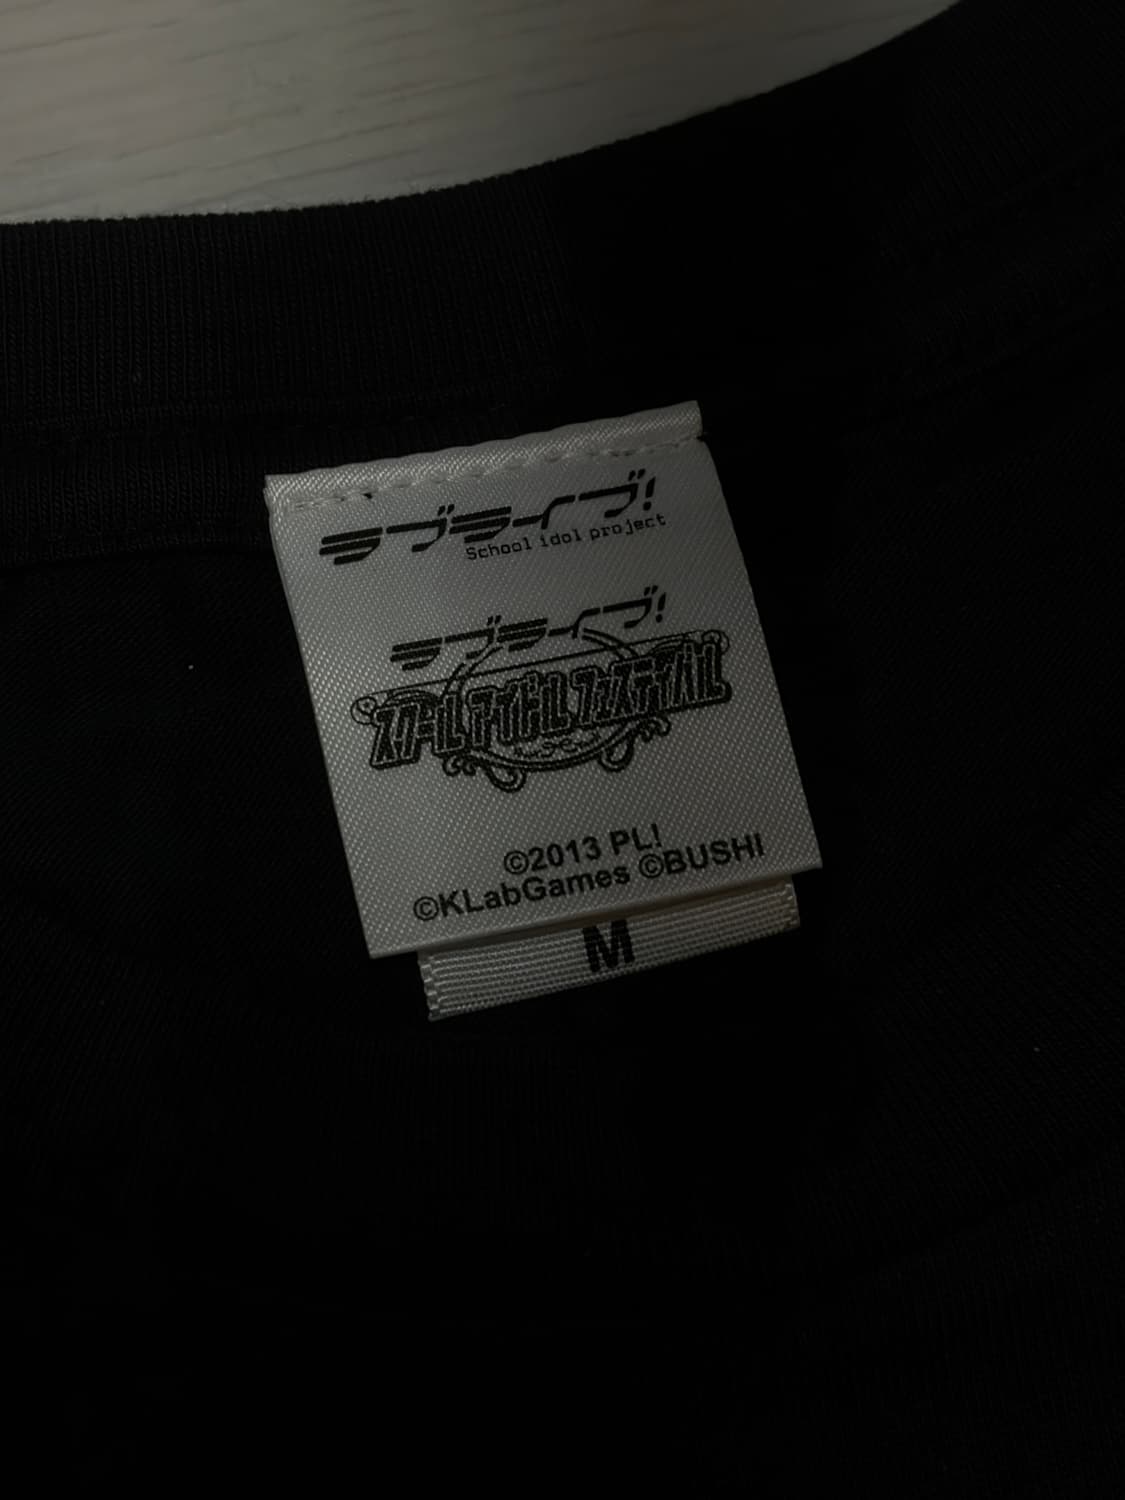 ラブライブ!
School idol project
ラブライブ!
スクールアイドルフェスティバル
©2013 PL!
©KLabGames ©BUSHI
M